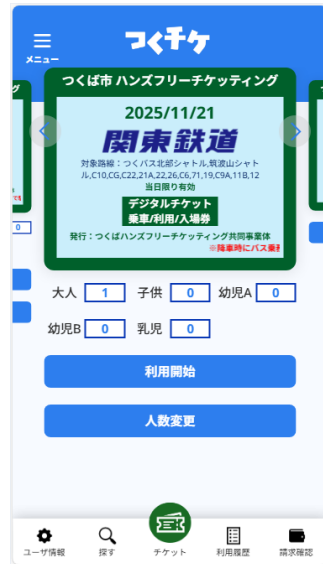 メニュー
つくチケ
つくば市 ハンズフリーチケッティング
2025/11/21
関東鉄道
対象路線：つくバス北部シャトル,筑波山シャト
ル,C10,CG,C22,21A,22,26,C6,71,19,C9A,11B,12
当日限り有効
デジタルチケット
乗車/利用/入場券
発行：つくばハンズフリーチケッティング共同事業体
※降車時にバス乗
0
大人 1 子供 0 幼児A 0
幼児B 0 乳児 0
利用開始
人数変更
ユーザ情報 探す チケット 利用履歴 請求確認